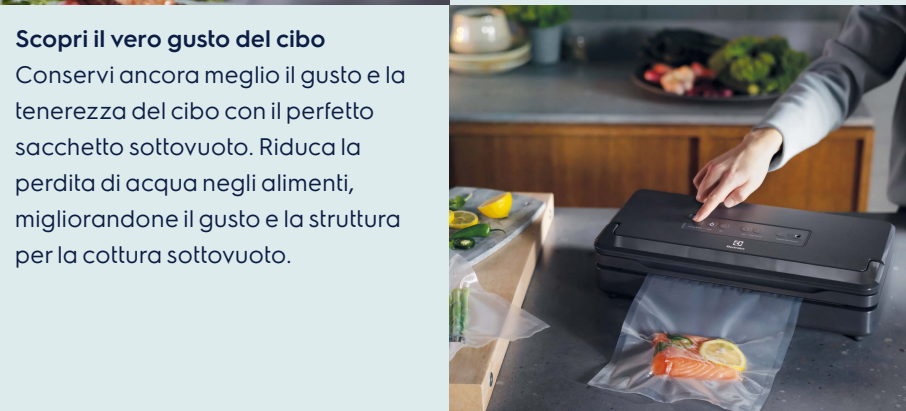 Scopri il vero gusto del cibo
Conservi ancora meglio il gusto e la
tenerezza del cibo con il perfetto
sacchetto sottovuoto. Riduca la
perdita di acqua negli alimenti,
migliorandone il gusto e la struttura
per la cottura sottovuoto.
Electrolux